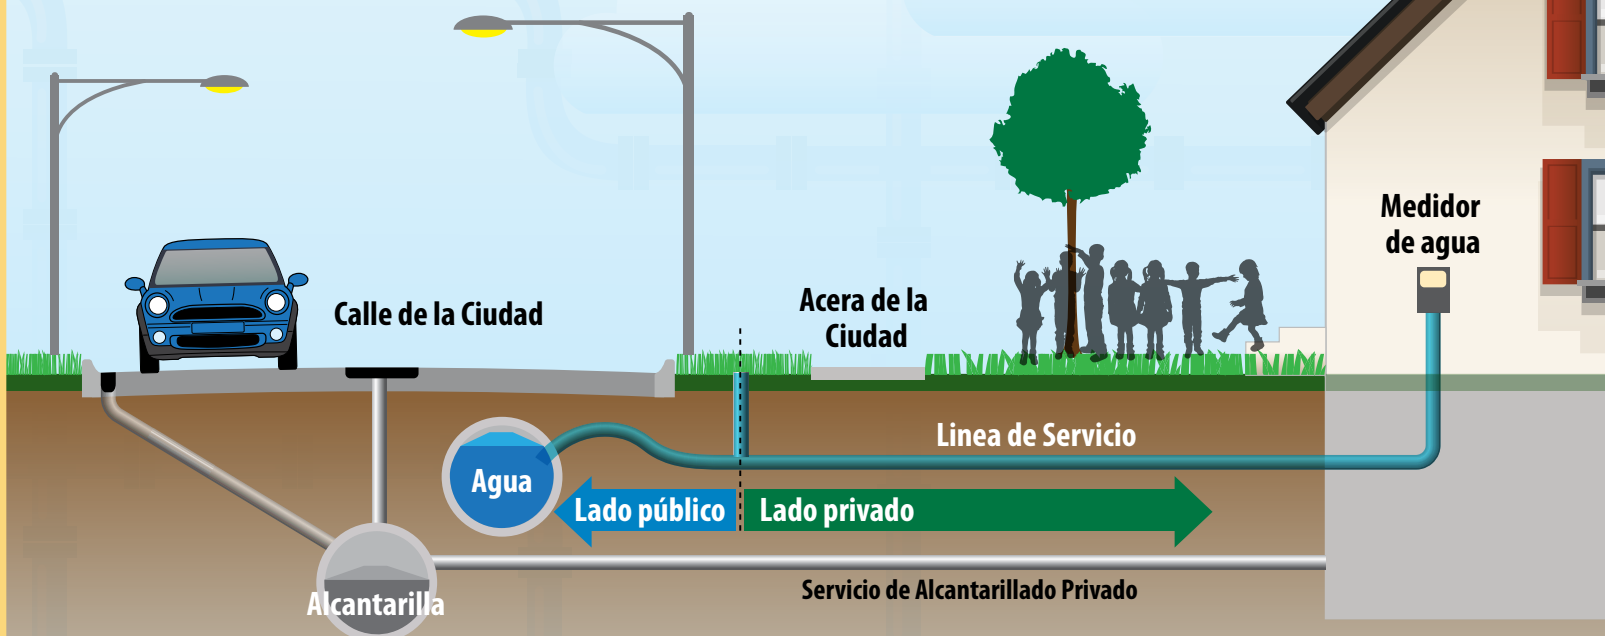 Medidor
de agua
Calle de la Ciudad
Acera de la
Ciudad
Linea de Servicio
Agua
Lado público
Lado privado
Servicio de Alcantarillado Privado
Alcantarilla